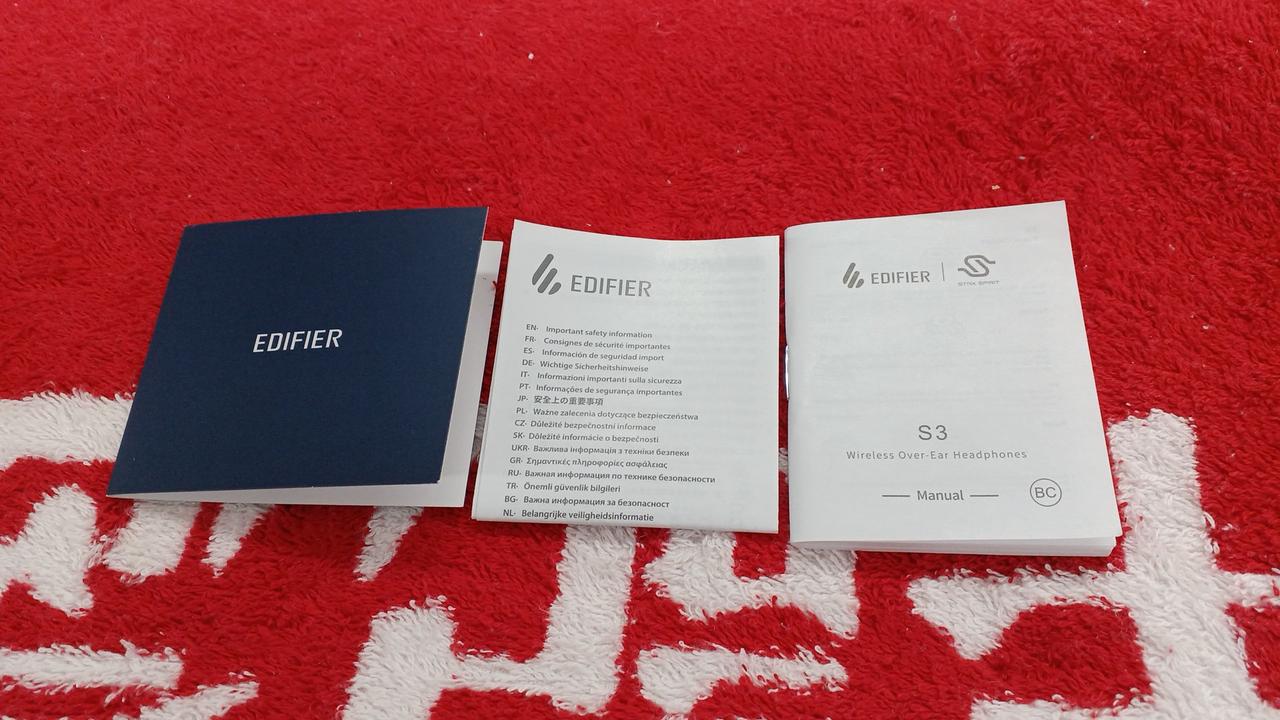 EDIFIER
EDIFIER
EN- Important safety information
FR- Consignes de sécurité importantes
ES- Información de seguridad import
DE- Wichtige Sicherheitshinweise
IT- Informazioni importanti sulla sicurezza
PT- Informações de segurança importantes
JP- 安全上の重要事項
PL- Ważne zalecenia dotyczące bezpieczeństwa
CZ- Důležité bezpečnostní informace
SK- Dôležité informácie o bezpečnosti
UKR- Важлива інформація з техніки безпеки
GR- Σημαντικές πληροφορίες ασφάλειας
RU- Важная информация по технике безопасности
TR- Önemli güvenlik bilgileri
BG- Важна информация за безопасност
NL- Belangrijke veiligheidsinformatie
EDIFIER
STAX SPIRIT
S3
Wireless Over-Ear Headphones
Manual
BC